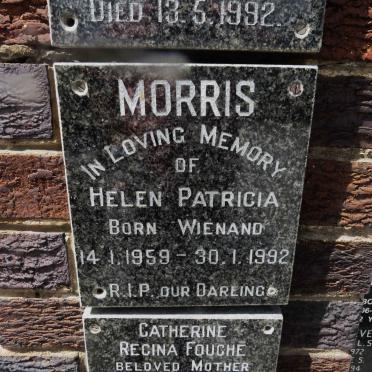 DIED 13.5.1992.
MORRIS
IN LOVING MEMORY
OF
HELEN PATRICIA
BORN WIENAND
14.1.1959 - 30.1.1992
R.I.P. OUR DARLING
CATHERINE
REGINA FOUCHE
BELOVED MOTHER